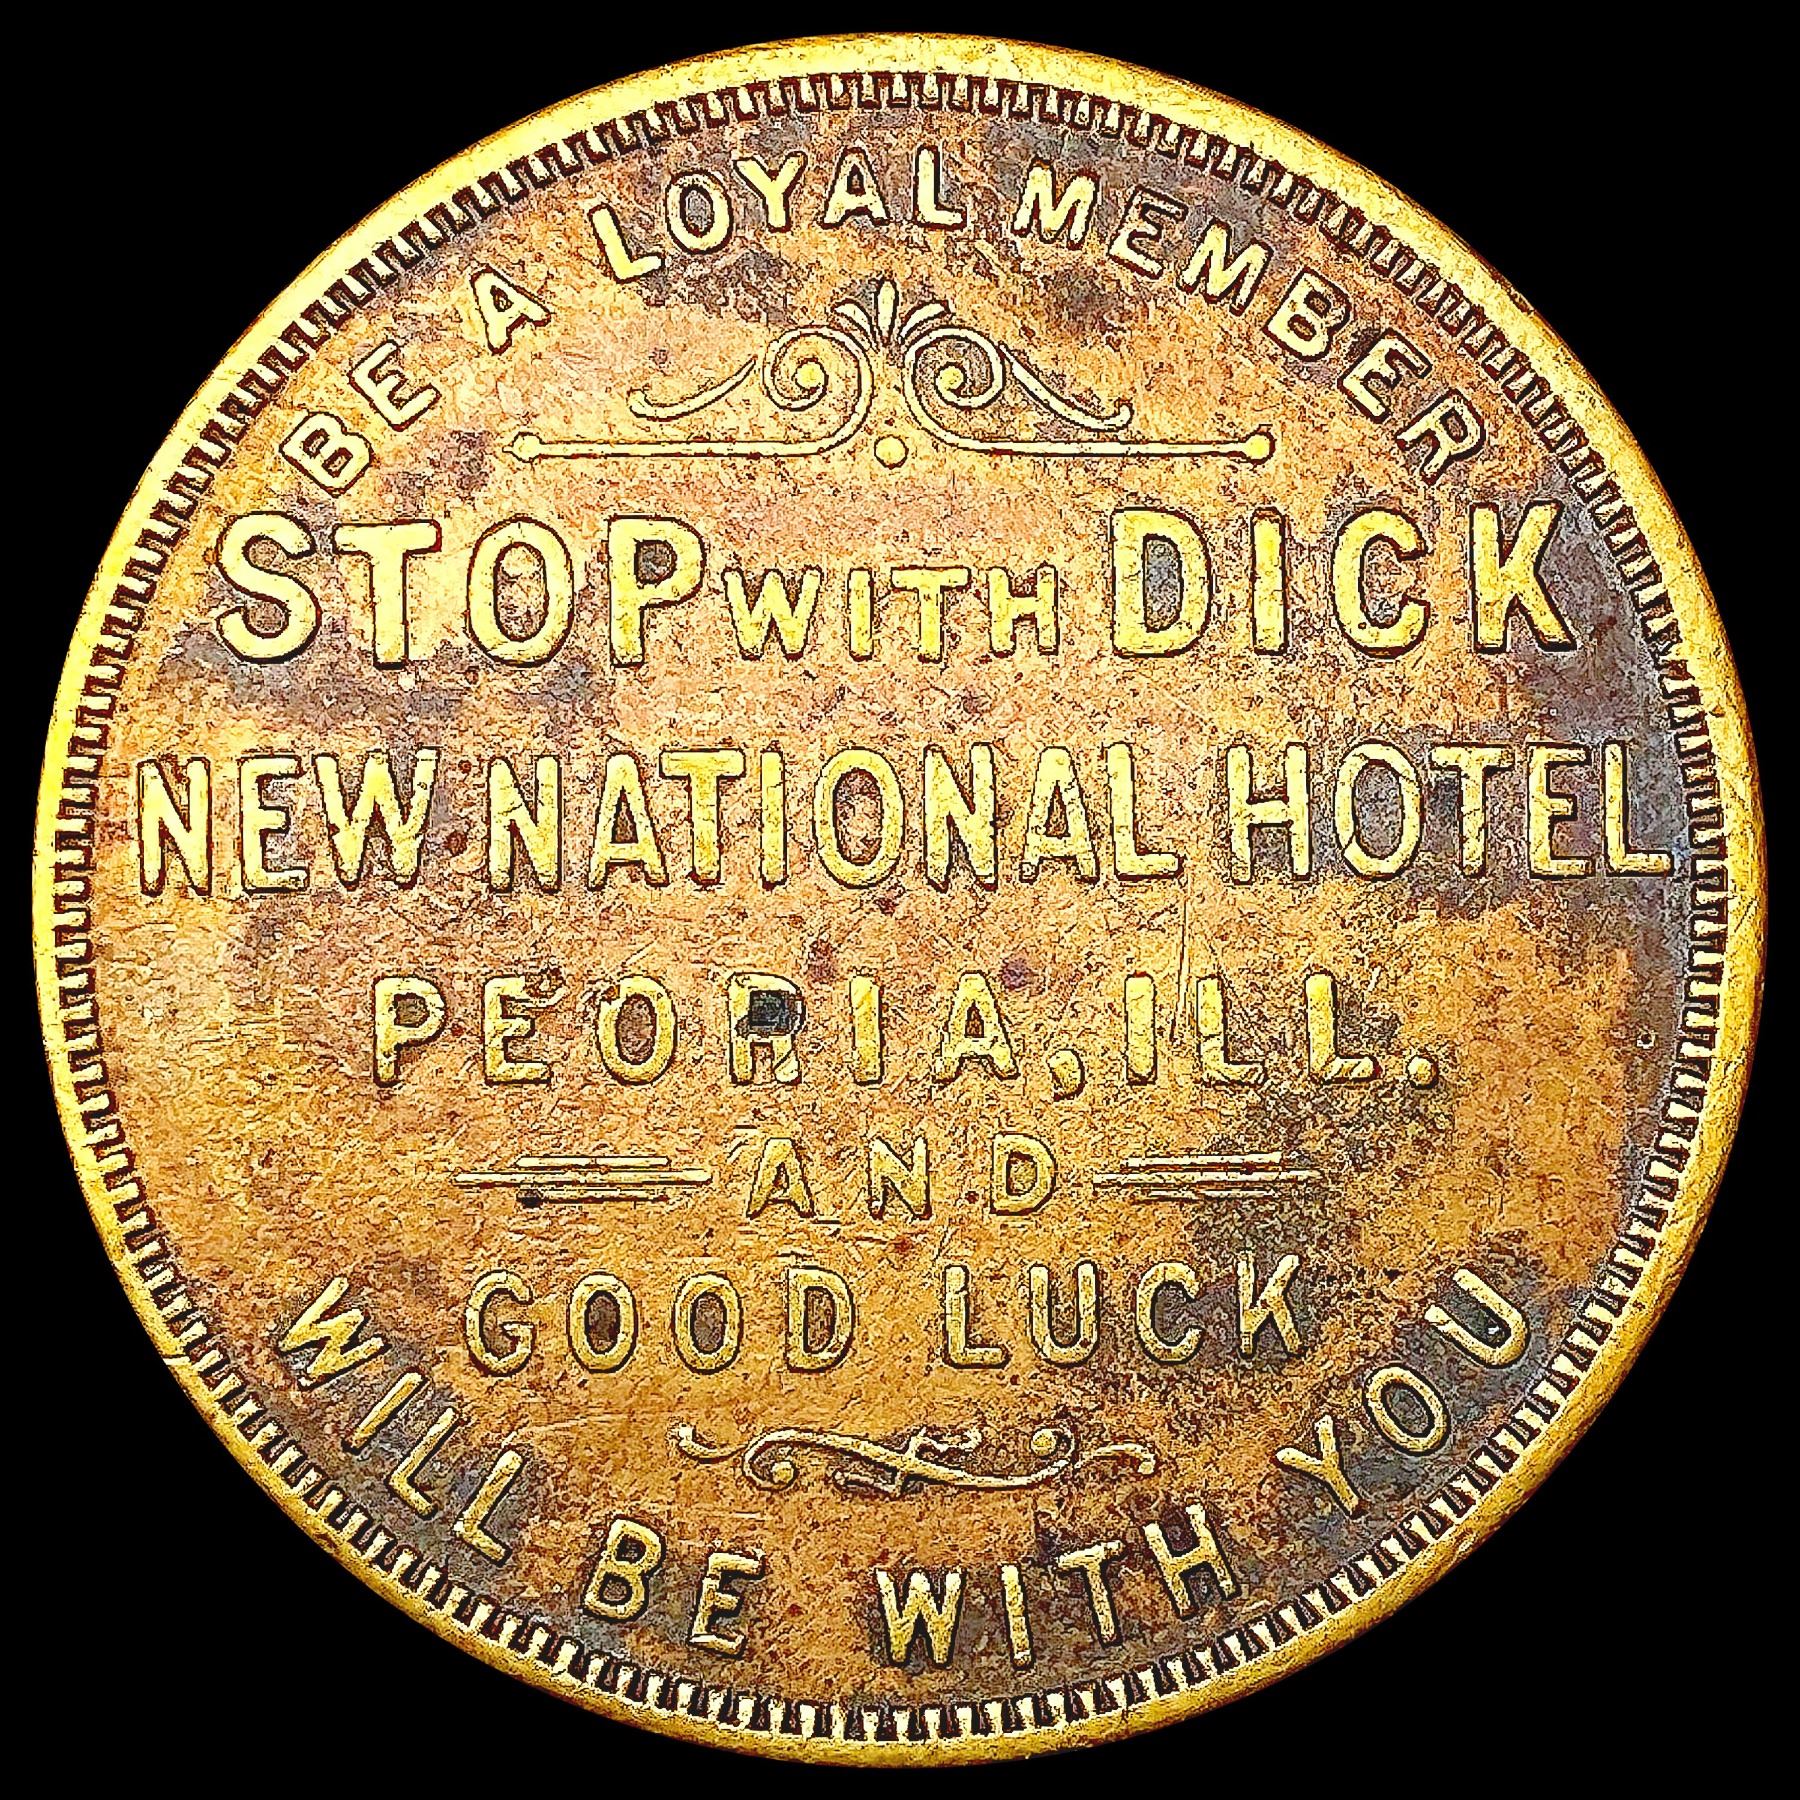 BE A LOYAL MEMBER
STOP WITH DICK
NEW NATIONAL HOTEL
PEORIA, ILL.
AND
GOOD LUCK
WILL BE WITH YOU